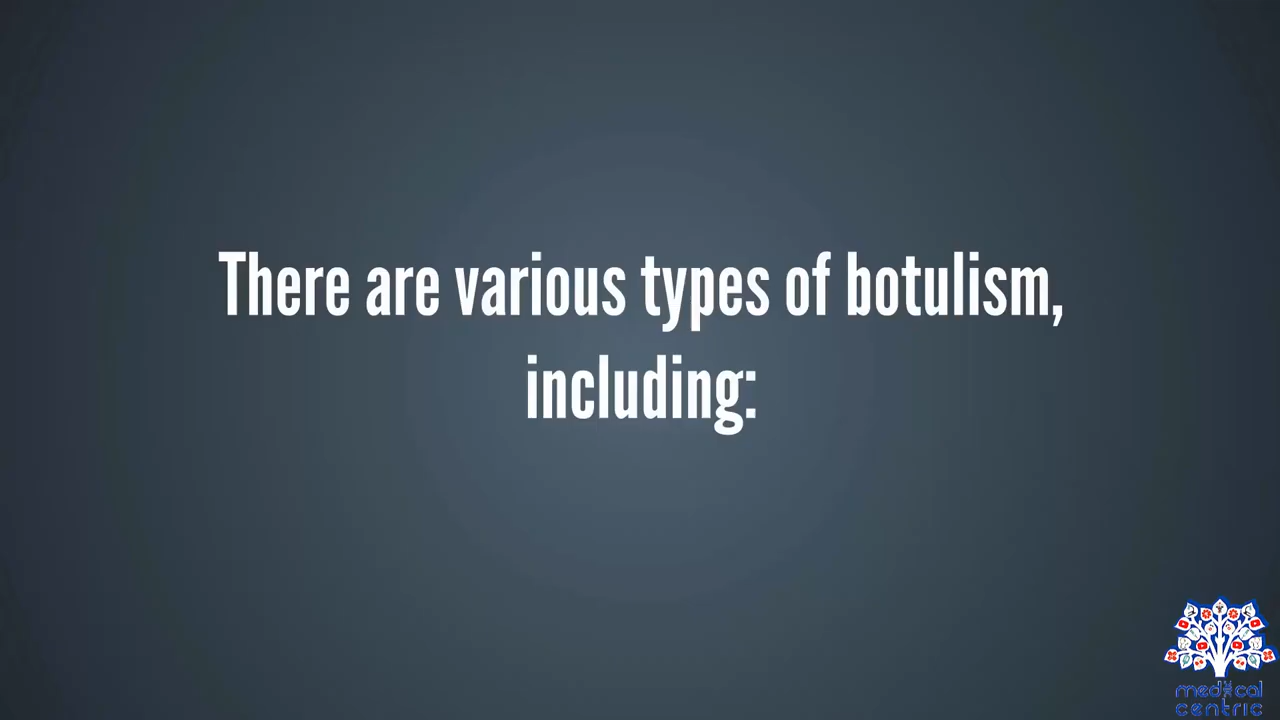 There are various types of botulism,
including:
medical
centric